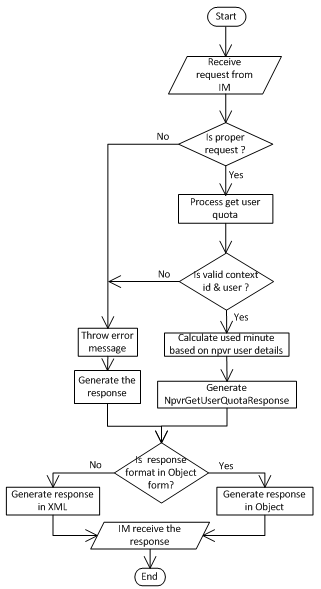 Start
Receive
request from
IM
Is proper
request ?
No
Yes
Process get user
quota
Is valid context
id & user ?
No
Yes
Throw error
message
Calculate used minute
based on npvr user details
Generate the
response
Generate
NpvrGetUserQuotaResponse
Is response
format in Object
form?
No
Yes
Generate response
in XML
Generate response
in Object
IM receive the
response
End